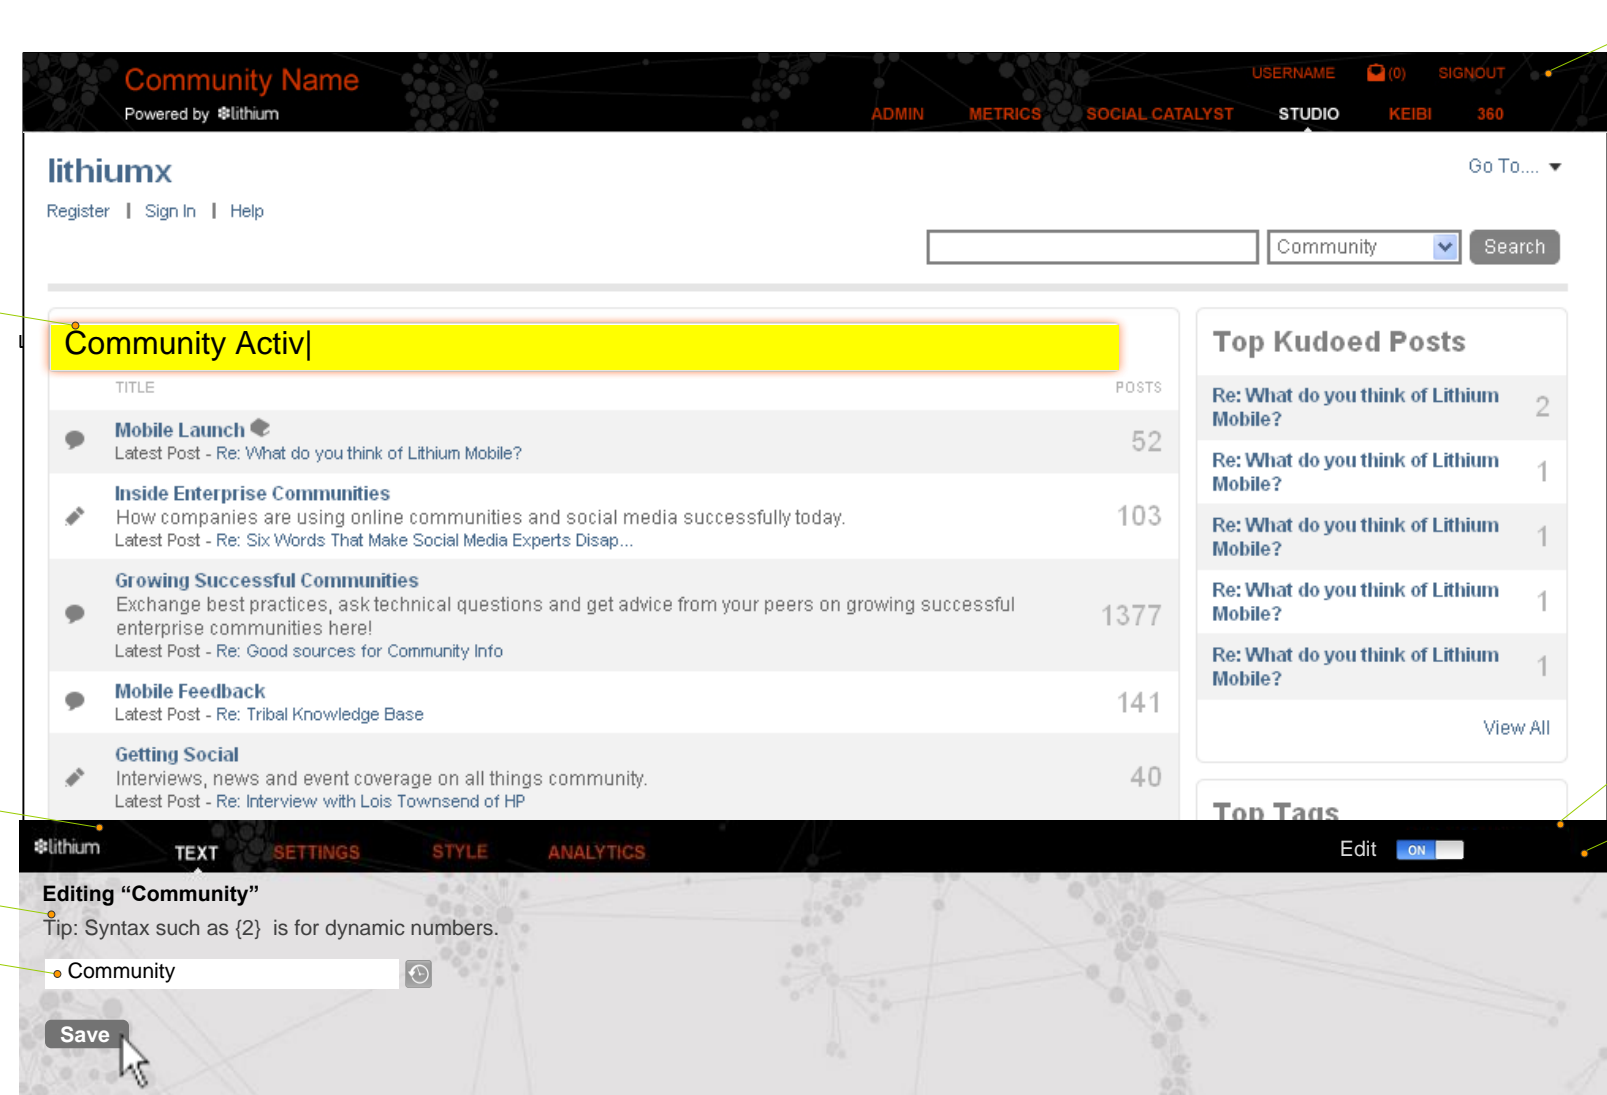 Community Name
USERNAME (0) SIGNOUT
Powered by lithium
ADMIN METRICS SOCIAL CATALYST STUDIO KEIBI 360
lithiumx
Go To....
Register | Sign In | Help
Community Search
Community Activ|
TITLE POSTS
Mobile Launch
Latest Post - Re: What do you think of Lithium Mobile?
52
Inside Enterprise Communities
How companies are using online communities and social media successfully today.
Latest Post - Re: Six Words That Make Social Media Experts Disap...
103
Growing Successful Communities
Exchange best practices, ask technical questions and get advice from your peers on growing successful
enterprise communities here!
Latest Post - Re: Good sources for Community Info
1377
Mobile Feedback
Latest Post - Re: Tribal Knowledge Base
141
Getting Social
Interviews, news and event coverage on all things community.
Latest Post - Re: Interview with Lois Townsend of HP
40
Top Kudoed Posts
Re: What do you think of Lithium
Mobile?
2
Re: What do you think of Lithium
Mobile?
1
Re: What do you think of Lithium
Mobile?
1
Re: What do you think of Lithium
Mobile?
1
Re: What do you think of Lithium
Mobile?
1
View All
Top Tags
lithium TEXT SETTINGS STYLE ANALYTICS Edit ON
Editing “Community”
Tip: Syntax such as {2} is for dynamic numbers.
Community
Save